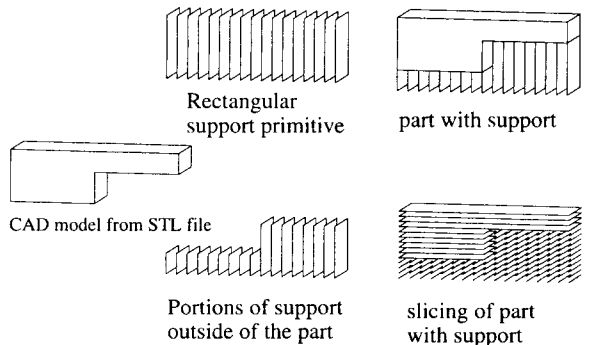 Rectangular
support primitive
part with support
CAD model from STL file
Portions of support
outside of the part
slicing of part
with support